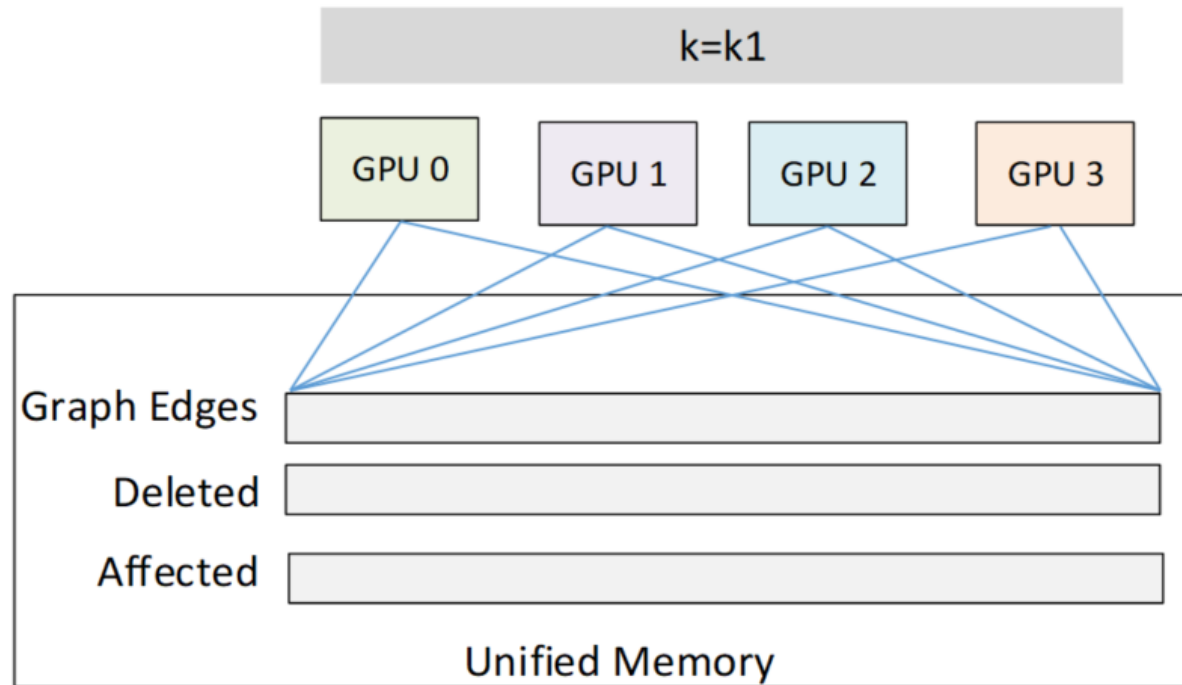 k=k1
GPU 0
GPU 1
GPU 2
GPU 3
Graph Edges
Deleted
Affected
Unified Memory